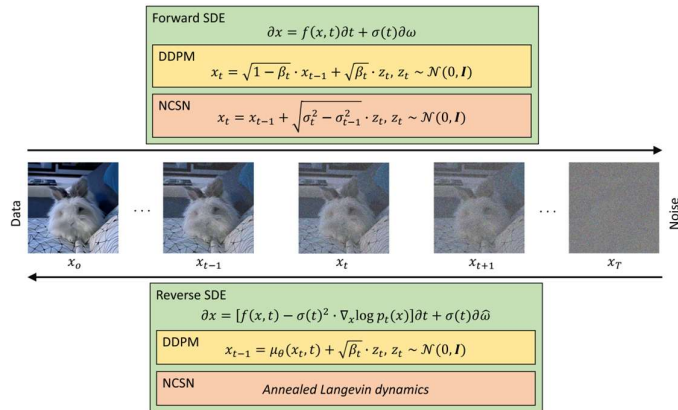 Forward SDE
∂x = f(x,t)∂t + σ(t)∂ω
DDPM
x_t = √(1 − β_t) · x_{t−1} + √β_t · z_t, z_t ~ 𝒩(0, I)
NCSN
x_t = x_{t−1} + √(σ_t^2 − σ_{t−1}^2) · z_t, z_t ~ 𝒩(0, I)
Data
· · ·
· · ·
Noise
x_o
x_{t−1}
x_t
x_{t+1}
x_T
Reverse SDE
∂x = [f(x,t) − σ(t)^2 · ∇_x log p_t(x)]∂t + σ(t)∂ω̂
DDPM
x_{t−1} = μ_θ(x_t, t) + √β_t · z_t, z_t ~ 𝒩(0, I)
NCSN
Annealed Langevin dynamics